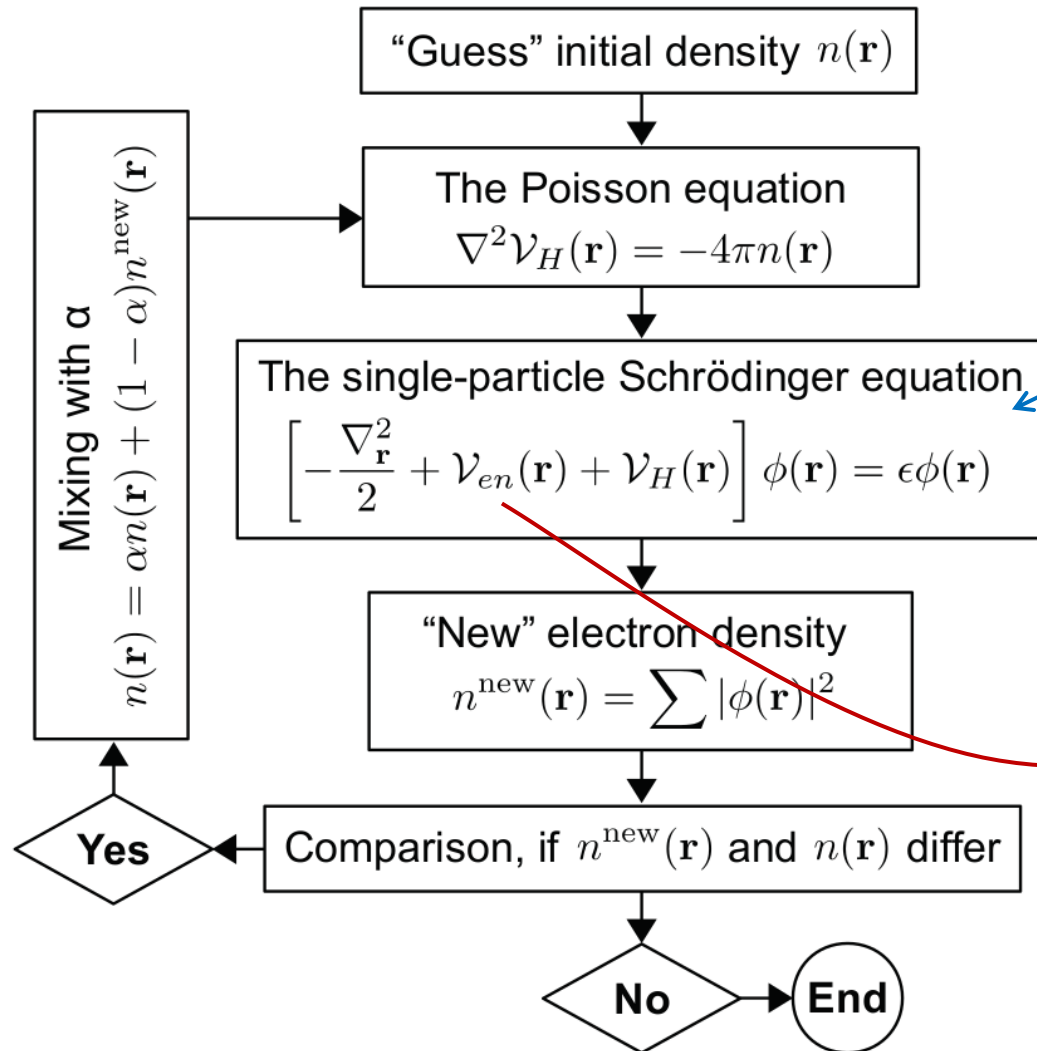 “Guess” initial density n(𝐫)
The Poisson equation
∇²𝒱_H(𝐫) = −4πn(𝐫)
The single-particle Schrödinger equation
[−∇²_𝐫/2 + 𝒱_en(𝐫) + 𝒱_H(𝐫)] ϕ(𝐫) = ϵϕ(𝐫)
“New” electron density
n^new(𝐫) = ∑ |ϕ(𝐫)|²
Comparison, if n^new(𝐫) and n(𝐫) differ
Yes
Mixing with α
n(𝐫) = αn(𝐫) + (1 − α)n^new(𝐫)
No
End